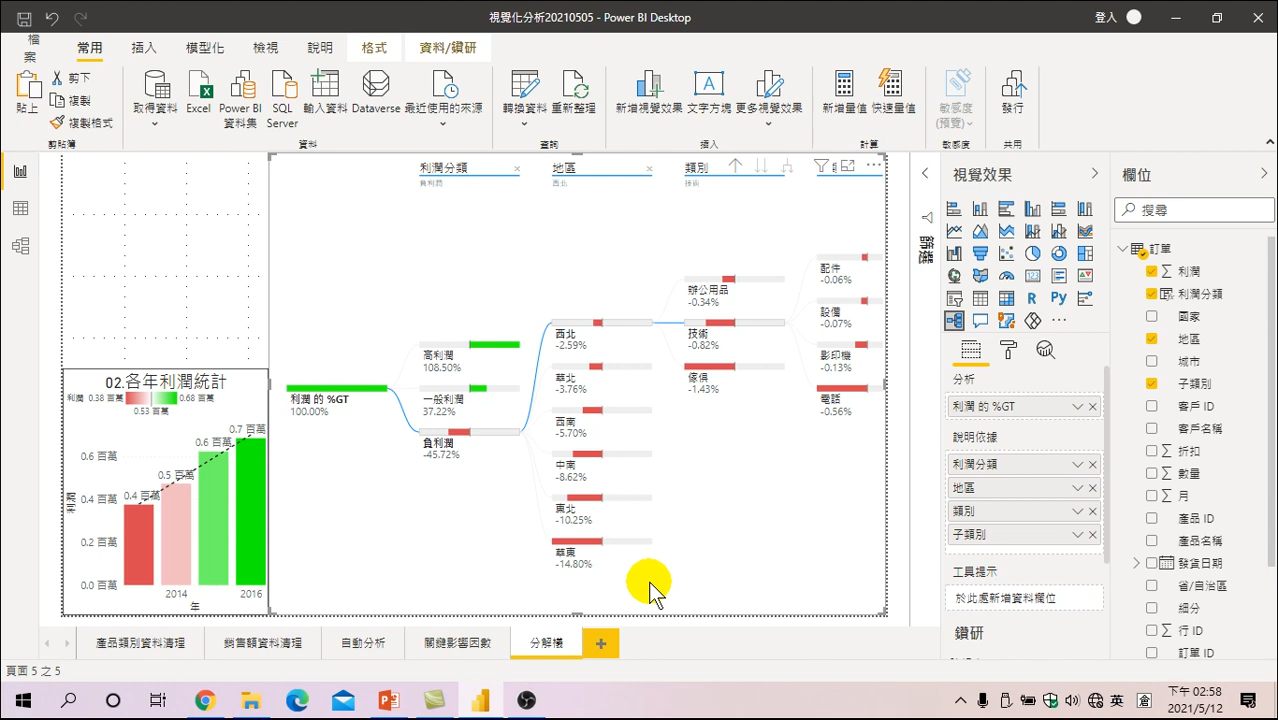 視覺化分析20210505 - Power BI Desktop
登入
檔案
常用
插入
模型化
檢視
說明
格式
資料/鑽研
貼上
剪下
複製
複製格式
剪貼簿
取得資料
Excel
Power BI 資料集
SQL Server
輸入資料
Dataverse
最近使用的來源
資料
轉換資料
重新整理
查詢
新增視覺效果
文字方塊
更多視覺效果
插入
新增量值
快速量值
計算
敏感度 (預覽)
敏感度
發行
共用
利潤分類
負利潤
地區
西北
類別
技術
利潤 的 %GT
100.00%
高利潤
108.50%
一般利潤
37.22%
負利潤
-45.72%
西北
-2.59%
華北
-3.76%
西南
-5.70%
中南
-8.62%
東北
-10.25%
華東
-14.80%
辦公用品
-0.34%
技術
-0.82%
傢俱
-1.43%
配件
-0.06%
設備
-0.07%
影印機
-0.13%
電話
-0.56%
02.各年利潤統計
利潤 0.38 百萬
0.68 百萬
0.53 百萬
0.7 百萬
0.6 百萬
0.5 百萬
0.4 百萬
0.6 百萬
0.4 百萬
0.2 百萬
0.0 百萬
利潤
2014
2016
年
篩選
視覺效果
R
Py
分析
利潤 的 %GT
說明依據
利潤分類
地區
類別
子類別
工具提示
於此處新增資料欄位
鑽研
欄位
搜尋
訂單
利潤
利潤分類
國家
地區
城市
子類別
客戶 ID
客戶名稱
折扣
數量
月
產品 ID
產品名稱
發貨日期
省/自治區
細分
行 ID
訂單 ID
產品類別資料清理
銷售額資料清理
自動分析
關鍵影響因數
分解樹
頁面 5 之 5
英
倉
下午 02:58
2021/5/12